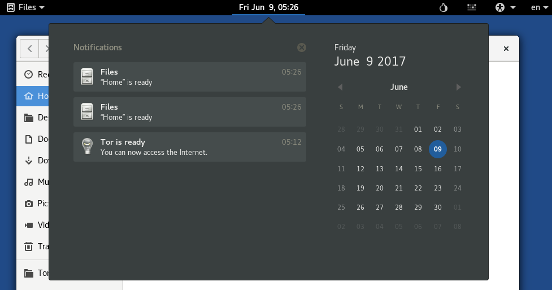 Files
Fri Jun 9, 05:26
en
Notifications
Files
05:26
"Home" is ready
Files
05:26
"Home" is ready
Tor is ready
05:12
You can now access the Internet.
Friday
June 9 2017
June
S M T W T F S
28 29 30 31 01 02 03
04 05 06 07 08 09 10
11 12 13 14 15 16 17
18 19 20 21 22 23 24
25 26 27 28 29 30 01
02 03 04 05 06 07 08
Rec
Ho
De
Do
Do
Mu
Pic
Vid
Tra
Tor